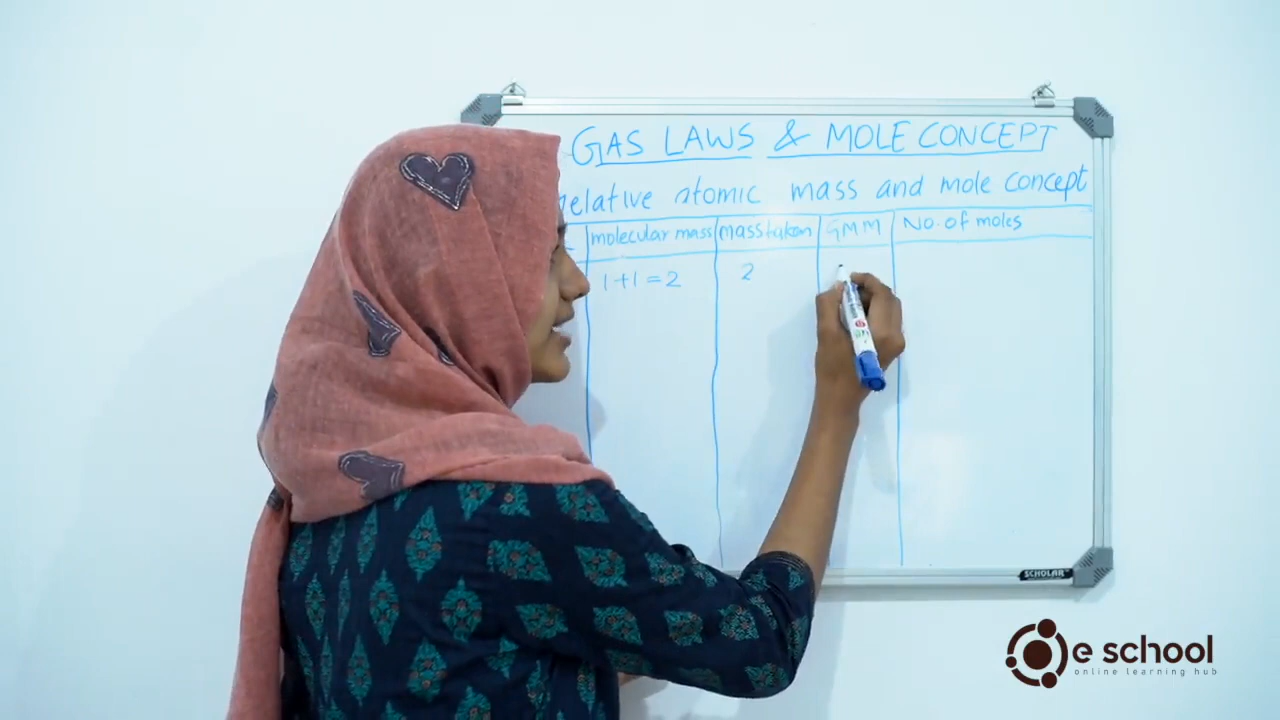 GAS LAWS & MOLE CONCEPT
relative atomic mass and mole concept
molecular mass mass taken GMM No. of moles
1+1=2 2
SCHOLAR
e school
online learning hub